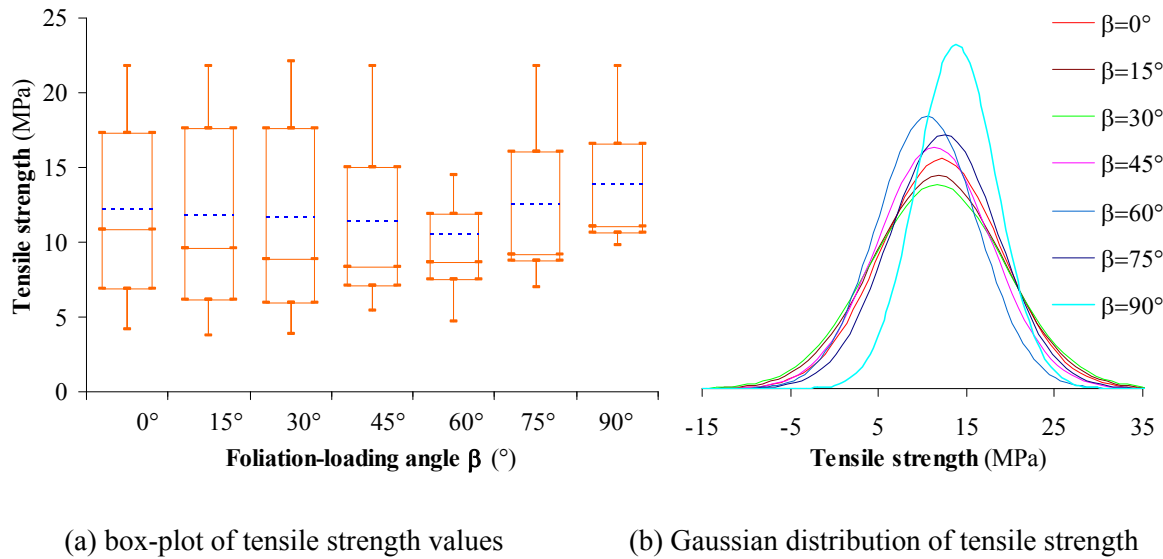 25
20
15
10
5
0
Tensile strength (MPa)
0° 15° 30° 45° 60° 75° 90°
Foliation-loading angle β (°)
β=0°
β=15°
β=30°
β=45°
β=60°
β=75°
β=90°
-15 -5 5 15 25 35
Tensile strength (MPa)
(a) box-plot of tensile strength values
(b) Gaussian distribution of tensile strength